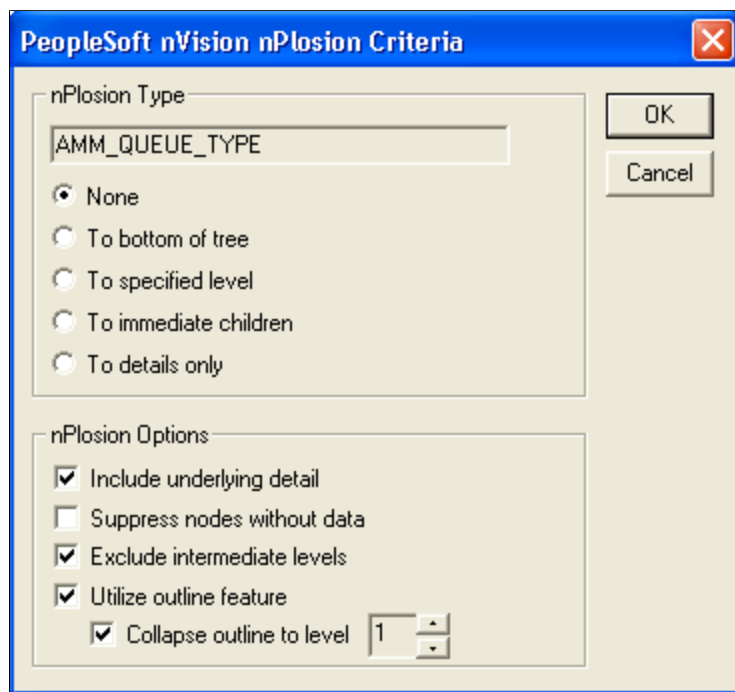 PeopleSoft nVision nPlosion Criteria
nPlosion Type
AMM_QUEUE_TYPE
None
To bottom of tree
To specified level
To immediate children
To details only
OK
Cancel
nPlosion Options
Include underlying detail
Suppress nodes without data
Exclude intermediate levels
Utilize outline feature
Collapse outline to level 1